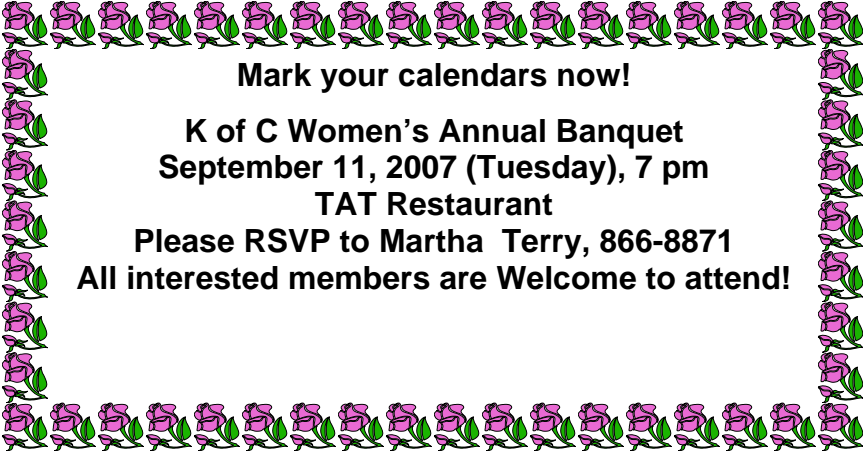 Mark your calendars now!
K of C Women’s Annual Banquet
September 11, 2007 (Tuesday), 7 pm
TAT Restaurant
Please RSVP to Martha  Terry, 866-8871
All interested members are Welcome to attend!